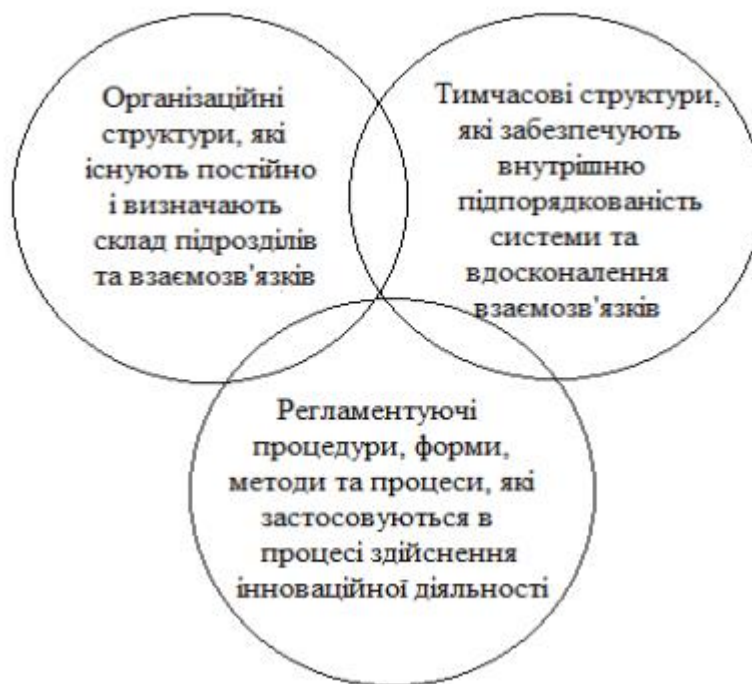 Організаційні
структури, які
існують постійно
і визначають
склад підрозділів
та взаємозв'язків
Тимчасові структури,
які забезпечують
внутрішню
підпорядкованість
системи та
вдосконалення
взаємозв'язків
Регламентуючі
процедури, форми,
методи та процеси, які
застосовуються в
процесі здійснення
інноваційної діяльності